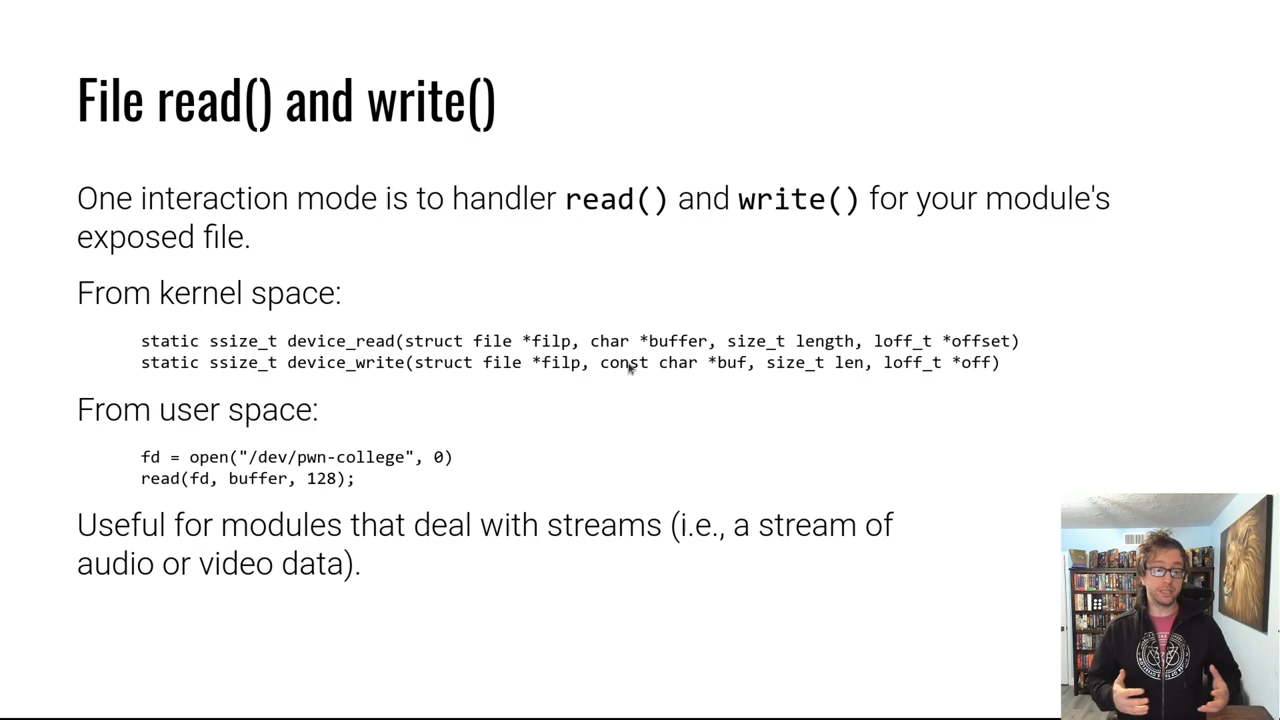 File read() and write()
One interaction mode is to handler read() and write() for your module's
exposed file.
From kernel space:
static ssize_t device_read(struct file *filp, char *buffer, size_t length, loff_t *offset)
static ssize_t device_write(struct file *filp, const char *buf, size_t len, loff_t *off)
From user space:
fd = open("/dev/pwn-college", 0)
read(fd, buffer, 128);
Useful for modules that deal with streams (i.e., a stream of
audio or video data).